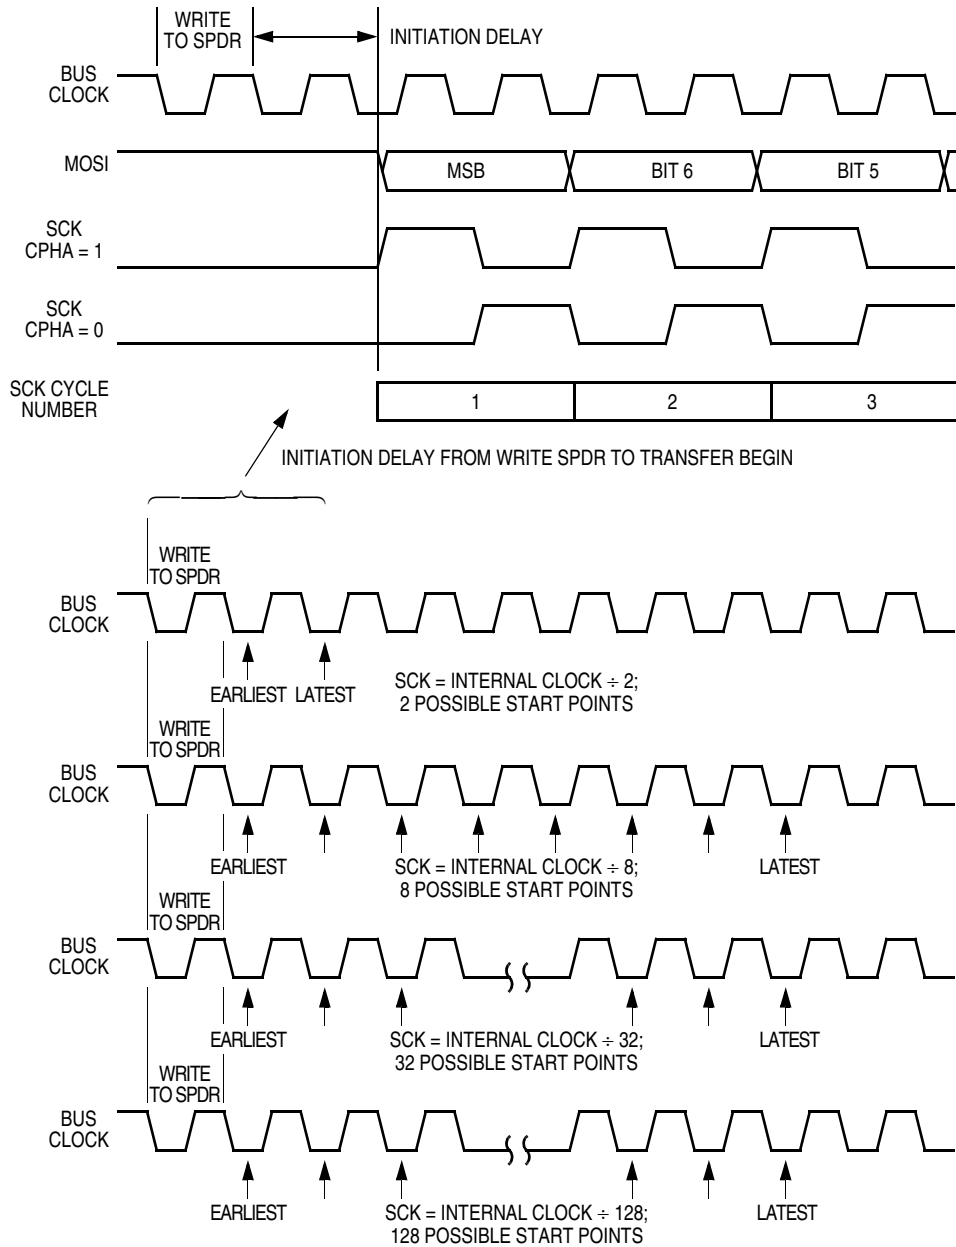 WRITE
TO SPDR
INITIATION DELAY
BUS
CLOCK
MOSI
MSB
BIT 6
BIT 5
SCK
CPHA = 1
SCK
CPHA = 0
SCK CYCLE
NUMBER
1
2
3
INITIATION DELAY FROM WRITE SPDR TO TRANSFER BEGIN
WRITE
TO SPDR
BUS
CLOCK
EARLIEST
LATEST
SCK = INTERNAL CLOCK ÷ 2;
2 POSSIBLE START POINTS
WRITE
TO SPDR
BUS
CLOCK
EARLIEST
SCK = INTERNAL CLOCK ÷ 8;
8 POSSIBLE START POINTS
LATEST
WRITE
TO SPDR
BUS
CLOCK
EARLIEST
SCK = INTERNAL CLOCK ÷ 32;
32 POSSIBLE START POINTS
LATEST
WRITE
TO SPDR
BUS
CLOCK
EARLIEST
SCK = INTERNAL CLOCK ÷ 128;
128 POSSIBLE START POINTS
LATEST